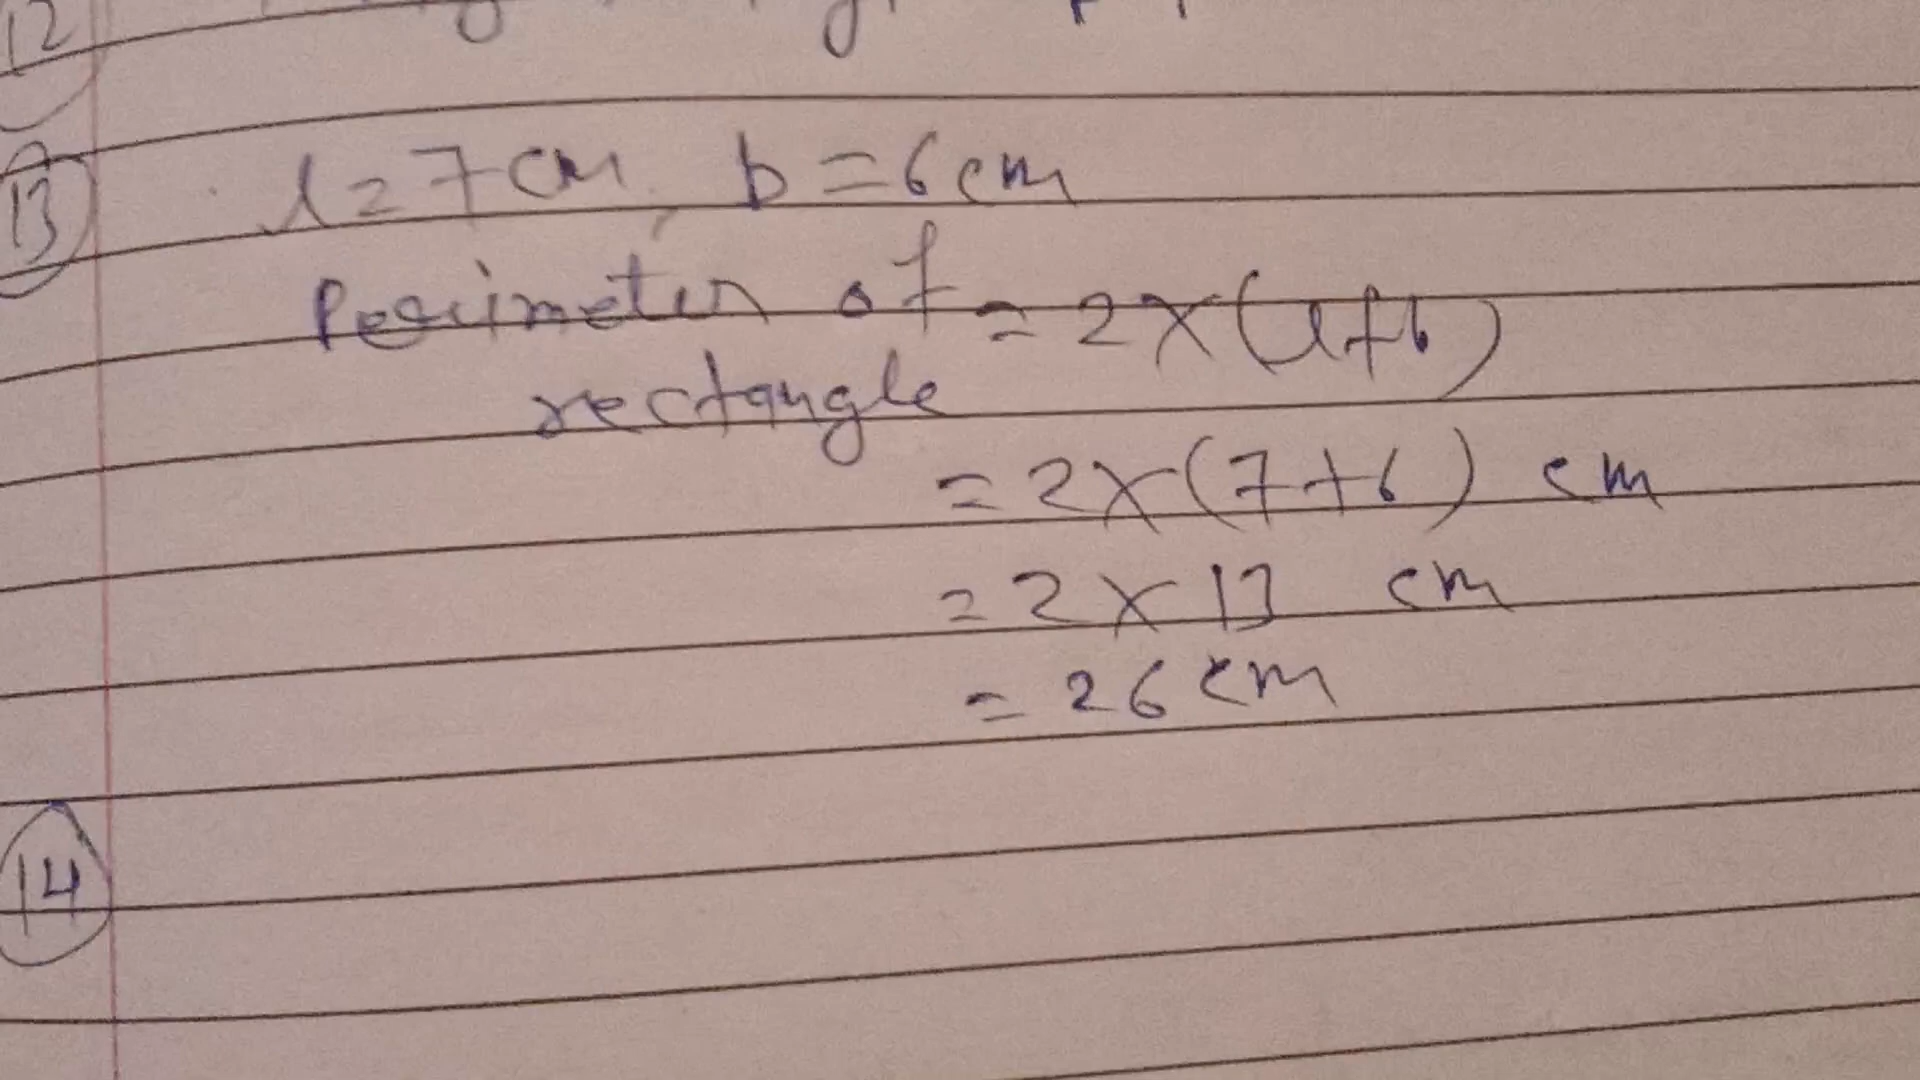 12
13 l = 7 cm, b = 6 cm
Perimeter of = 2 × (l + b)
rectangle
= 2 × (7 + 6) cm
= 2 × 13 cm
= 26 cm
14